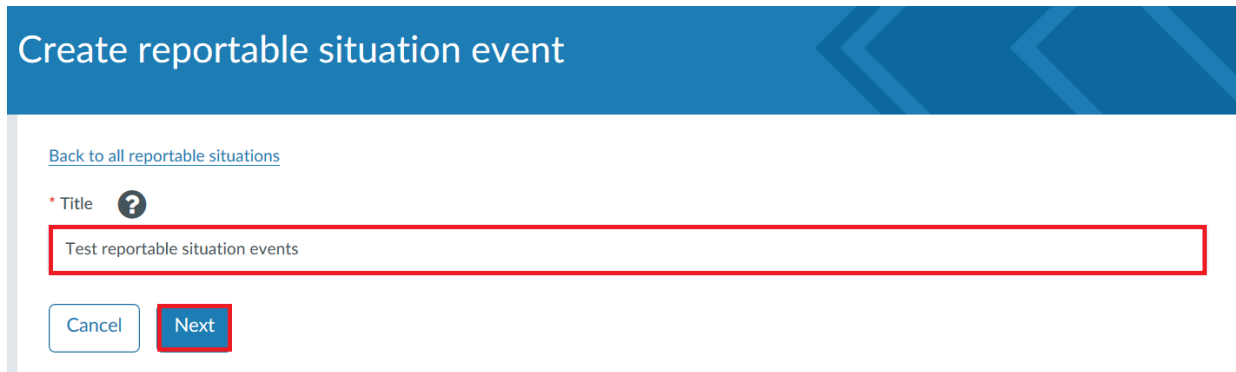 Create reportable situation event
Back to all reportable situations
* Title ?
Test reportable situation events
Cancel Next